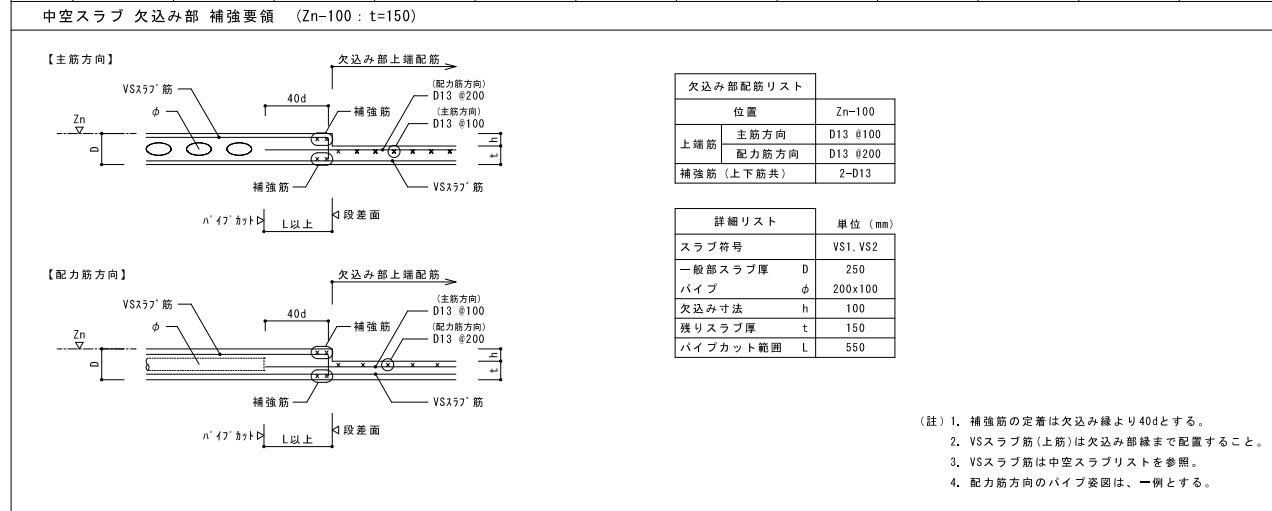 中空スラブ 欠込み部 補強要領 (Zn-100 : t=150)
【主筋方向】
欠込み部上端配筋
VSｽﾗﾌﾞ筋
φ
40d
補強筋
(配力筋方向)
D13 @200
(主筋方向)
D13 @100
Zn
D
h
t
補強筋
VSｽﾗﾌﾞ筋
ﾊﾟｲﾌﾟｶｯﾄ
L以上
段差面
【配力筋方向】
欠込み部上端配筋
VSｽﾗﾌﾞ筋
φ
40d
補強筋
(主筋方向)
D13 @100
(配力筋方向)
D13 @200
Zn
D
h
t
補強筋
VSｽﾗﾌﾞ筋
ﾊﾟｲﾌﾟｶｯﾄ
L以上
段差面
欠込み部配筋リスト
位置 Zn-100
上端筋 主筋方向 D13 @100
配力筋方向 D13 @200
補強筋(上下筋共) 2-D13
詳細リスト 単位 (mm)
スラブ符号 VS1, VS2
一般部スラブ厚 D 250
パイプ φ 200x100
欠込み寸法 h 100
残りスラブ厚 t 150
パイプカット範囲 L 550
(註) 1. 補強筋の定着は欠込み縁より40dとする。
2. VSスラブ筋(上筋)は欠込み部縁まで配置すること。
3. VSスラブ筋は中空スラブリストを参照。
4. 配力筋方向のパイプ姿図は、一例とする。